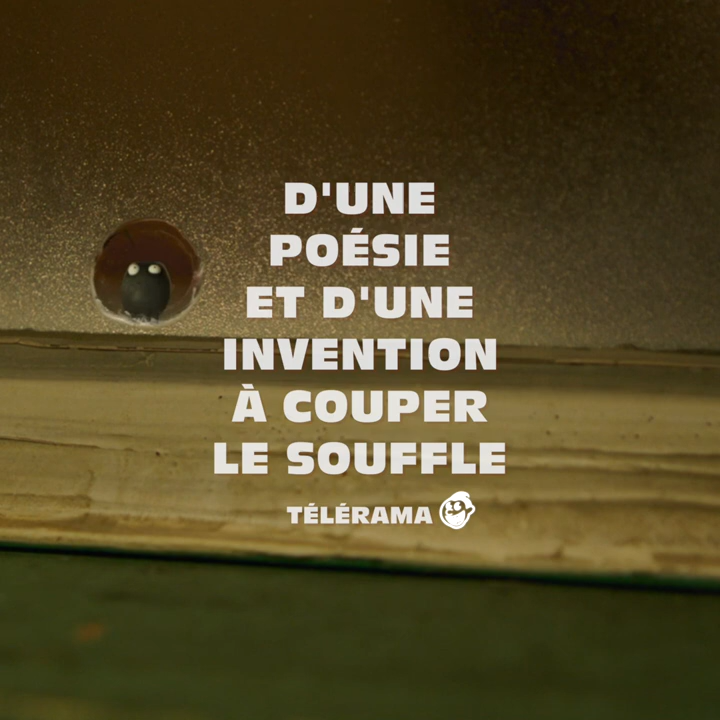 D'UNE
POÉSIE
ET D'UNE
INVENTION
À COUPER
LE SOUFFLE
TÉLÉRAMA